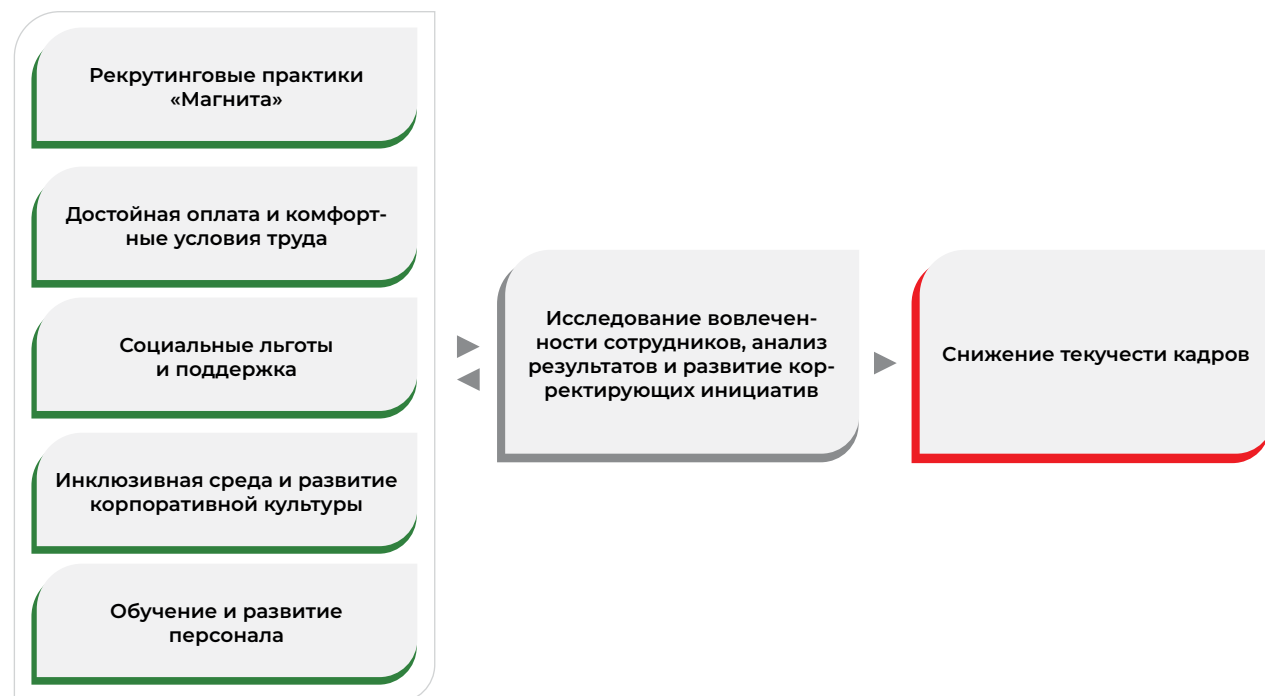 Рекрутинговые практики
«Магнита»
Достойная оплата и комфорт-
ные условия труда
Социальные льготы
и поддержка
Инклюзивная среда и развитие
корпоративной культуры
Обучение и развитие
персонала
Исследование вовлечен-
ности сотрудников, анализ
результатов и развитие кор-
ректирующих инициатив
Снижение текучести кадров